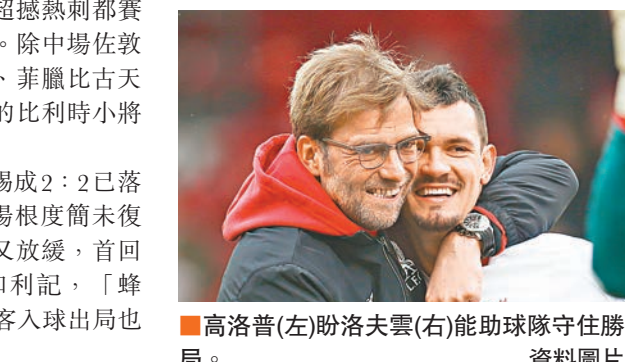 超撼熱刺都賽
。除中場佐敦
、菲臘比古天
的比利時小將
踢成2：2已落
場根度簡未復
又放緩，首回
和利記，「蜂
客入球出局也
■高洛普(左)盼洛夫雲(右)能助球隊守住勝
局。 資料圖片